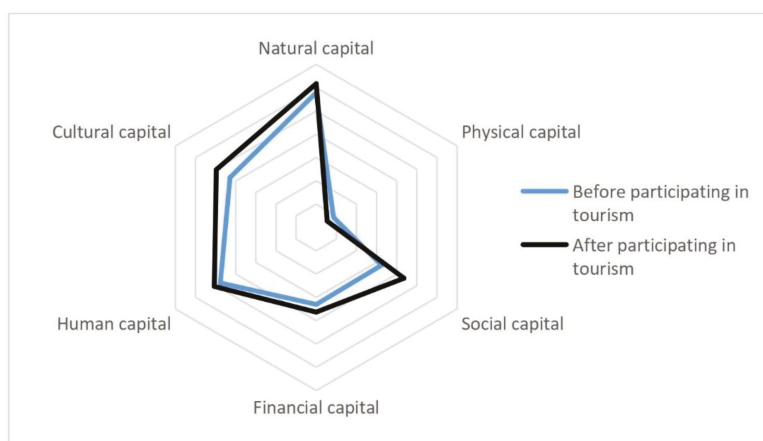 Natural capital
Cultural capital
Physical capital
Before participating in
tourism
After participating in
tourism
Human capital
Social capital
Financial capital